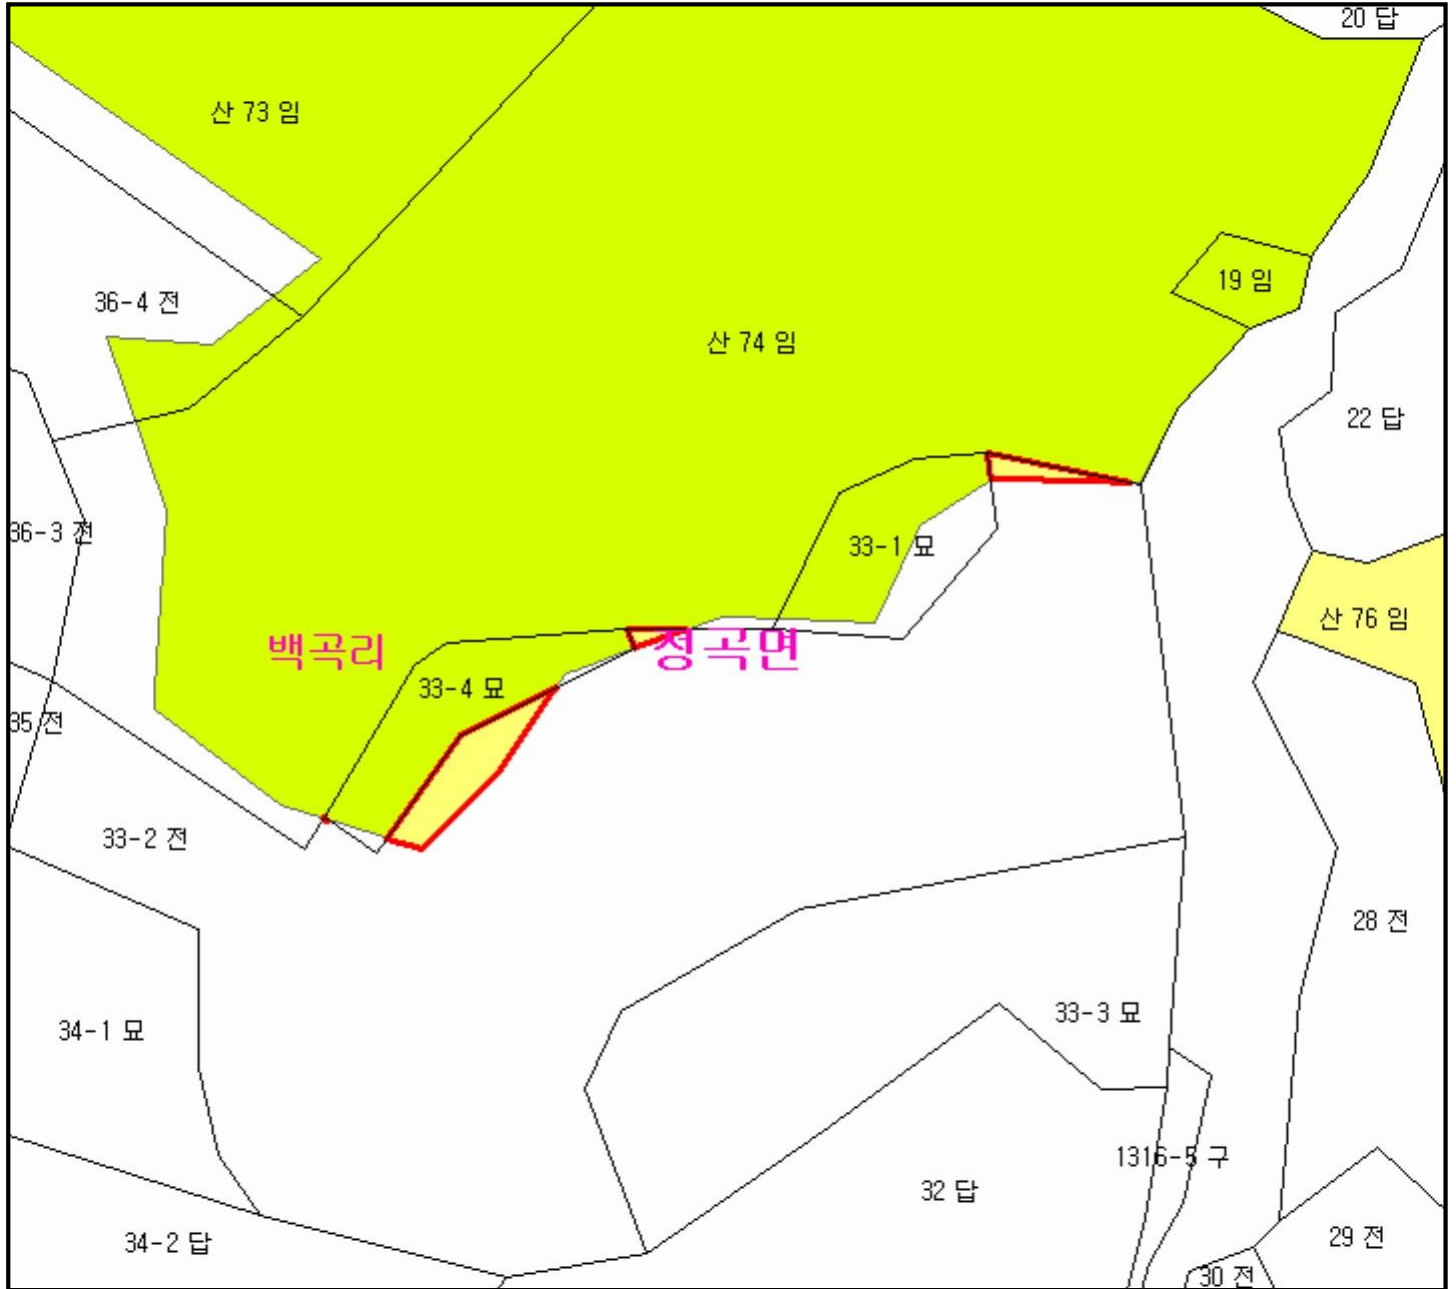 20 답
산 73 임
19 임
36-4 전
산 74 임
22 답
36-3 전
33-1 묘
산 76 임
백곡리
정곡면
33-4 묘
35 전
33-2 전
28 전
33-3 묘
34-1 묘
1316-5 구
32 답
29 전
34-2 답
30 전